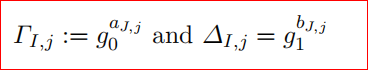 Γ_{I,j} := g_0^{a_{J,j}} and Δ_{I,j} = g_1^{b_{J,j}}